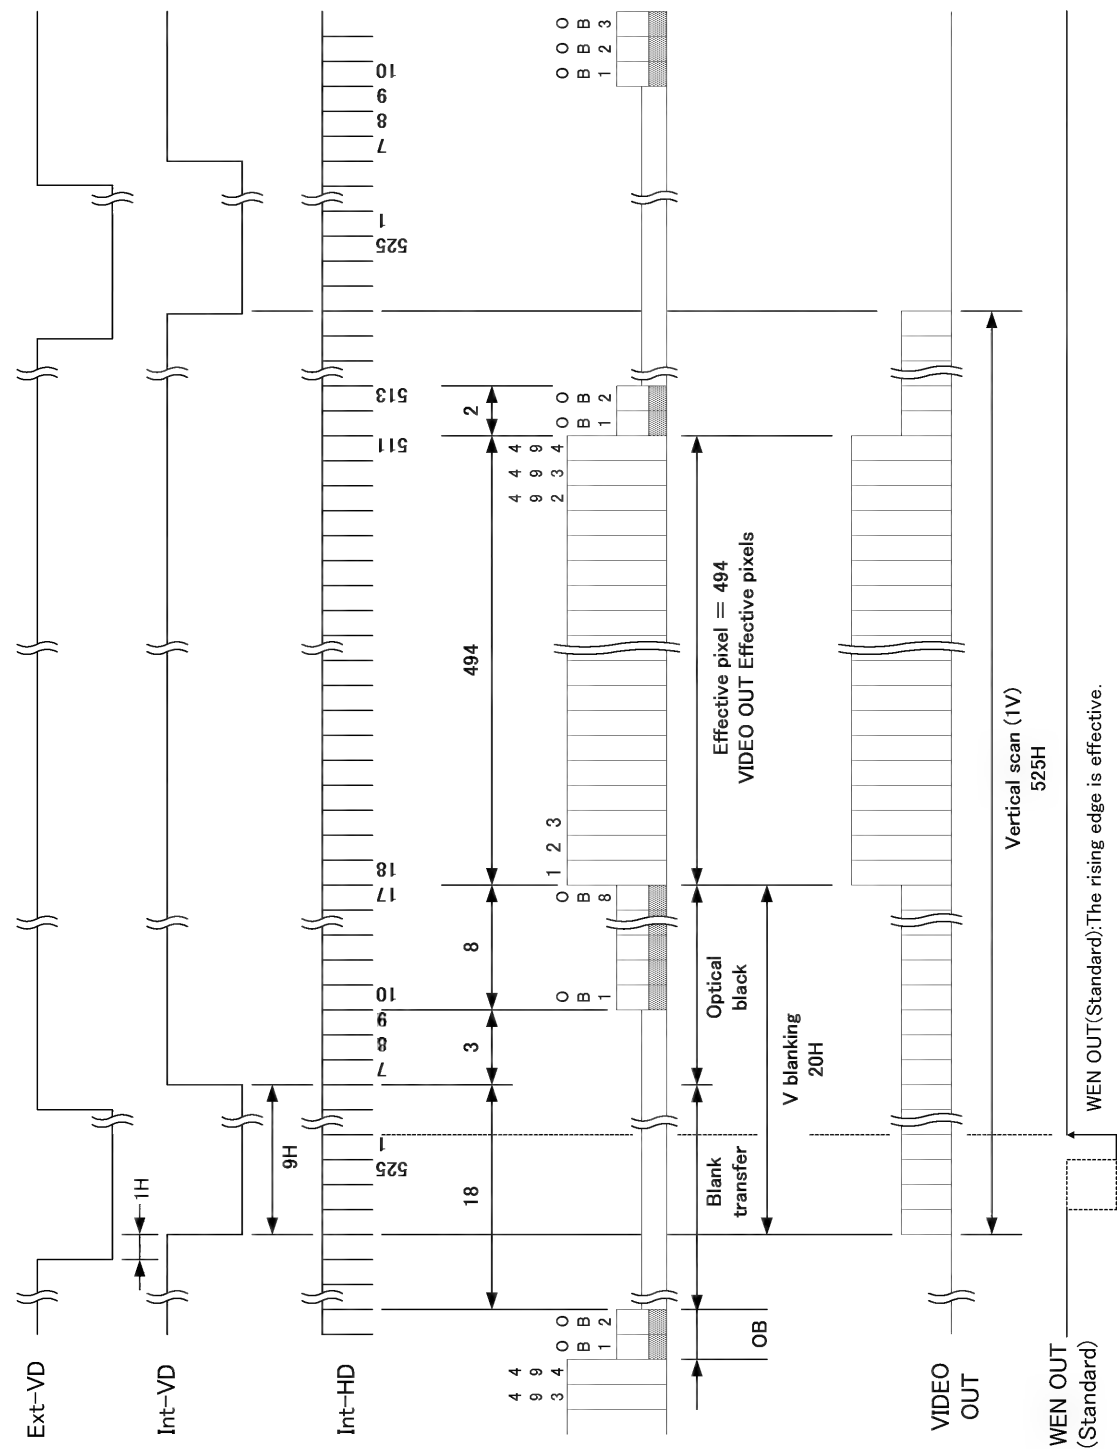 Ext-VD
1H
Int-VD
9H
Int-HD
525
1
7
8
9
10
17
18
511
513
525
1
7
8
9
10
18
3
8
494
2
4 4
9 9
3 4
O O
B B
1 2
O
B
1
O
B
8
1 2 3
4 4 4
9 9 9
2 3 4
O O
B B
1 2
O O O
B B B
1 2 3
OB
Blank
transfer
Optical
black
Effective pixel = 494
VIDEO OUT Effective pixels
V blanking
20H
VIDEO
OUT
Vertical scan (1V)
525H
WEN OUT
(Standard)
WEN OUT(Standard):The rising edge is effective.